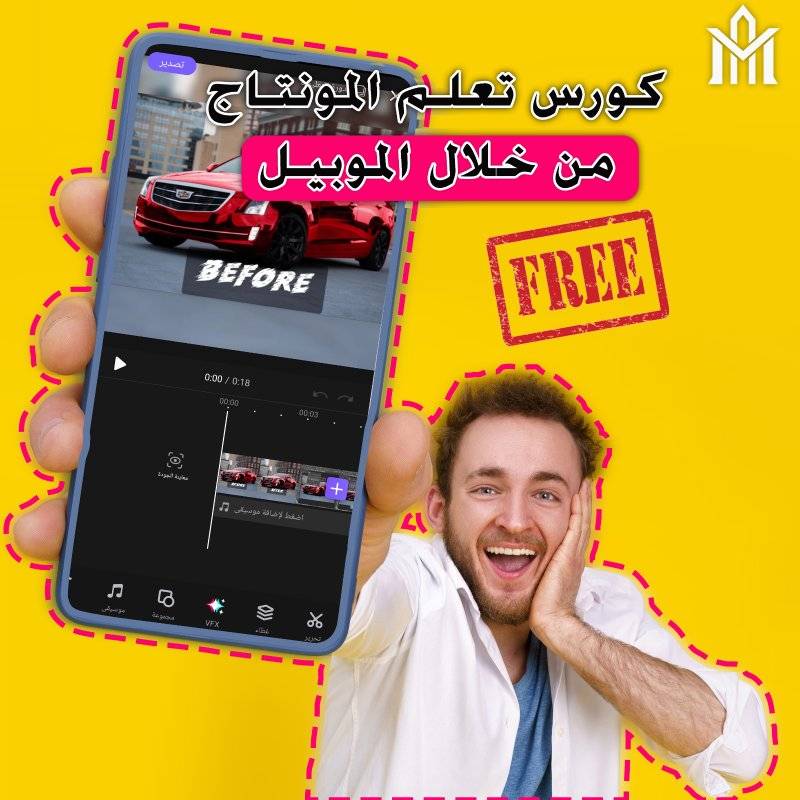 كورس تعلم المونتاج
من خلال الموبيل
FREE
تصدير
BEFORE
0:00 / 0:18
00:00
00:03
معاينة الجودة
اضغط لإضافة موسيقى
موسيقى
مجموعة
VFX
غطاء
تحرير